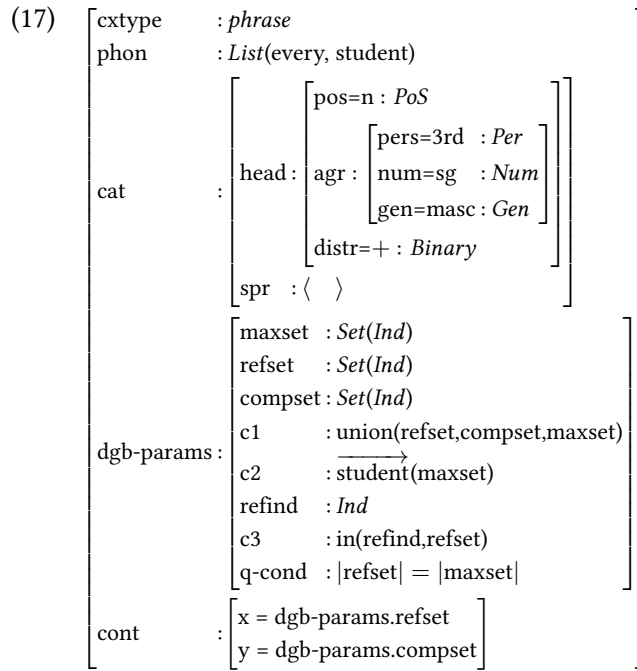 (17)
cxtype : phrase
phon : List(every, student)
cat : head : pos=n : PoS
agr : pers=3rd : Per
num=sg : Num
gen=masc : Gen
distr=+ : Binary
spr : ⟨ ⟩
dgb-params : maxset : Set(Ind)
refset : Set(Ind)
compset : Set(Ind)
c1 : union(refset,compset,maxset)
c2 : student(maxset)
refind : Ind
c3 : in(refind,refset)
q-cond : |refset| = |maxset|
cont : x = dgb-params.refset
y = dgb-params.compset